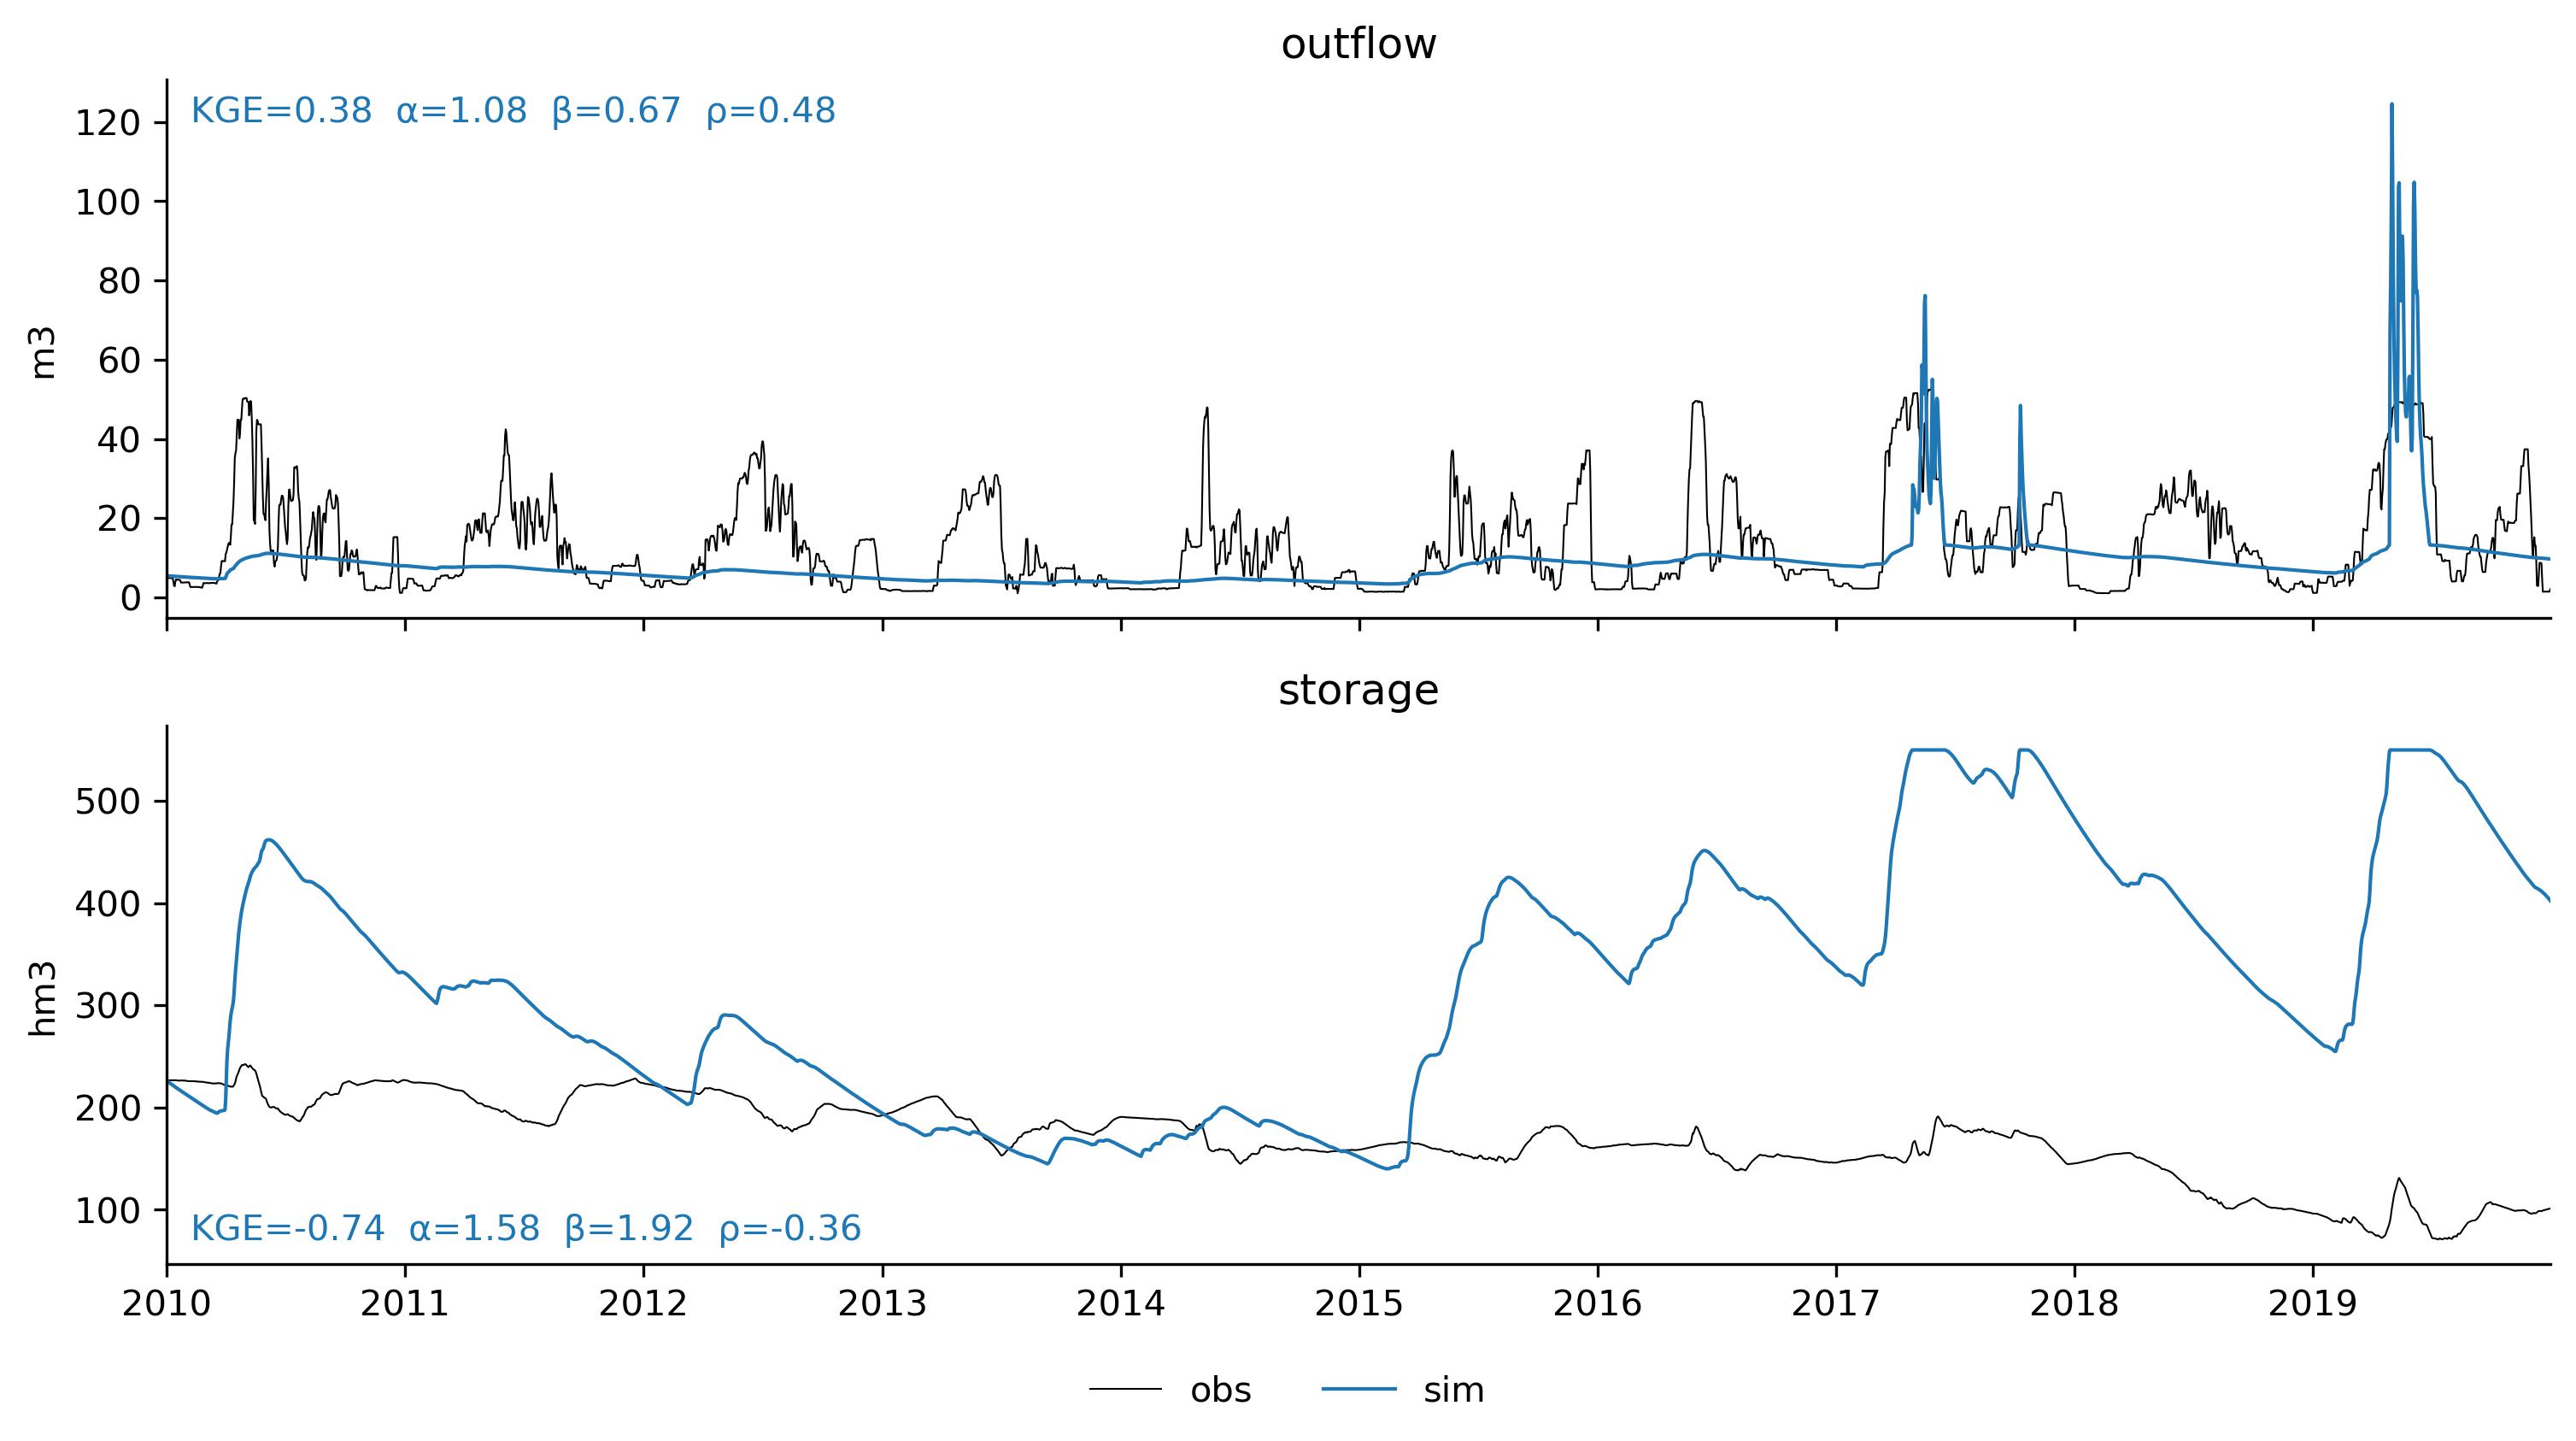 outflow
KGE=0.38 α=1.08 β=0.67 ρ=0.48
120
100
80
60
40
20
0
m3
storage
500
400
300
200
100
hm3
KGE=-0.74 α=1.58 β=1.92 ρ=-0.36
2010 2011 2012 2013 2014 2015 2016 2017 2018 2019
obs sim